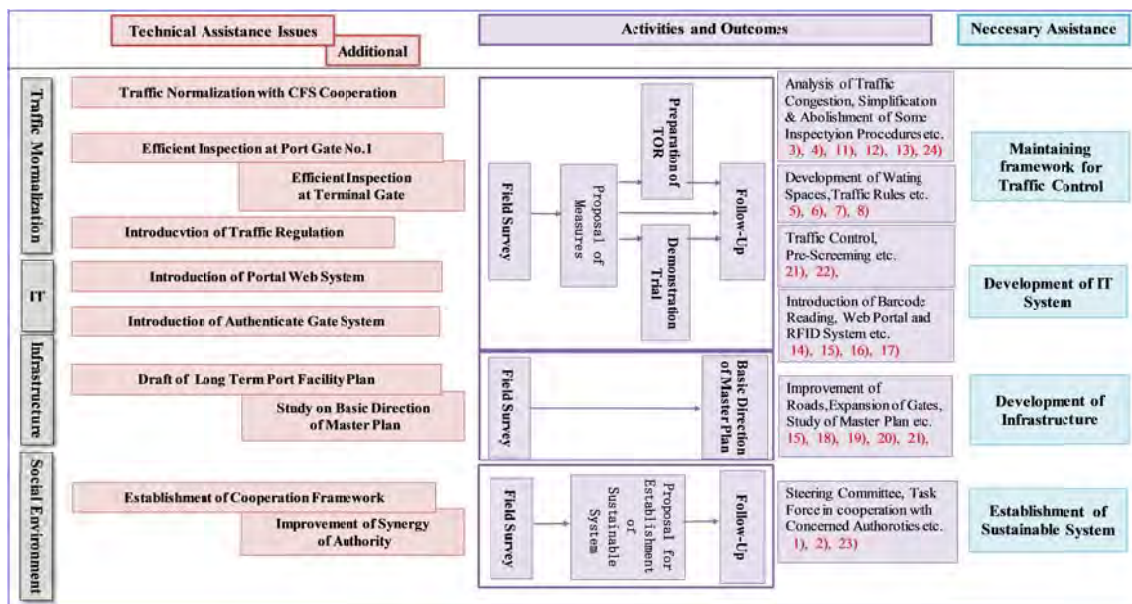 Technical Assistance Issues
Additional
Activities and Outcomes
Neccesary Assistance
Traffic Mormalization
Traffic Normalization with CFS Cooperation
Efficient Inspection at Port Gate No.1
Efficient Inspection
at Terminal Gate
Introducvtion of Traffic Regulation
IT
Introduction of Portal Web System
Introduction of Authenticate Gate System
Infrastructure
Draft of Long Term Port Facility Plan
Study on Basic Direction
of Master Plan
Social Environment
Establishment of Cooperation Framework
Improvement of Synergy
of Authority
Field Survey
Proposal of
Measures
Preparation of
TOR
Demonstration
Trial
Follow-Up
Field Survey
Basic Direction
of Master Plan
Field Survey
Proposal for
Establishment
of
Sustainable
System
Follow-Up
Analysis of Traffic
Congestion, Simplification
& Abolishment of Some
Inspectyion Procedures etc.
3), 4), 11), 12), 13), 24)
Development of Wating
Spaces,Traffic Rules etc.
5), 6), 7), 8)
Traffic Control,
Pre-Screening etc.
21), 22),
Introduction of Barcode
Reading, Web Portal and
RFID System etc.
14), 15), 16), 17)
Improvement of
Roads,Expansion of Gates,
Study of Master Plan etc.
15), 18), 19), 20), 21),
Steering Committee, Task
Force in cooperation with
Concerned Authoroties etc.
1), 2), 23)
Maintaining
framework for
Traffic Control
Development of IT
System
Development of
Infrastructure
Establishment of
Sustainable System